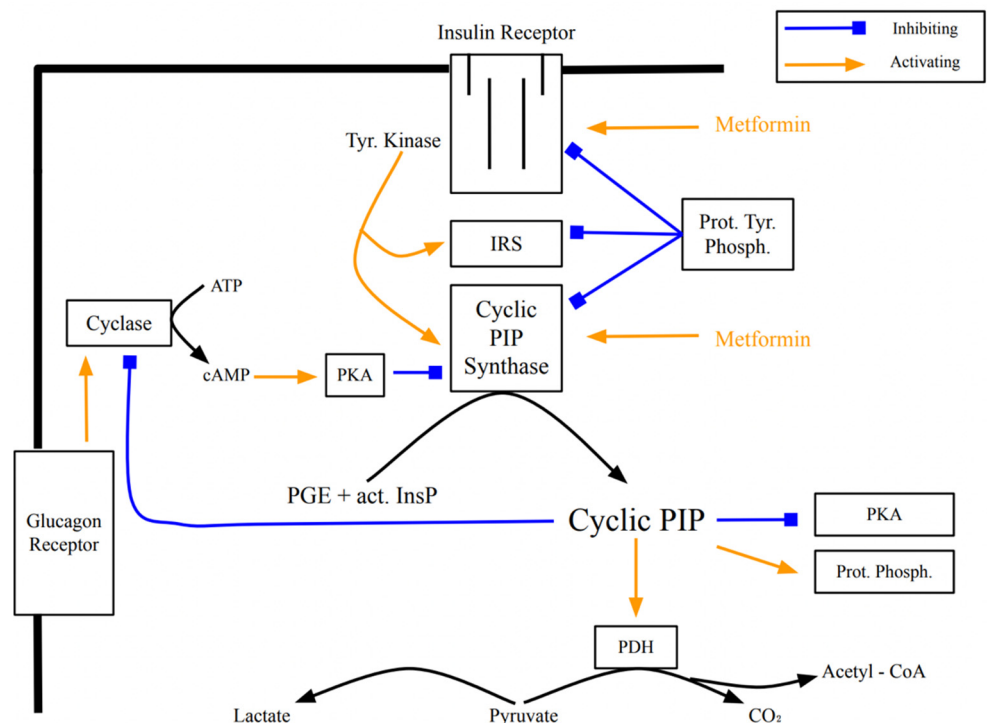 Insulin Receptor
Inhibiting
Activating
Metformin
Tyr. Kinase
Prot. Tyr.
Phosph.
IRS
ATP
Cyclic
PIP
Synthase
Cyclase
Metformin
cAMP
PKA
PGE + act. InsP
Glucagon
Receptor
Cyclic PIP
PKA
Prot. Phosph.
PDH
Acetyl - CoA
Lactate
Pyruvate
CO₂